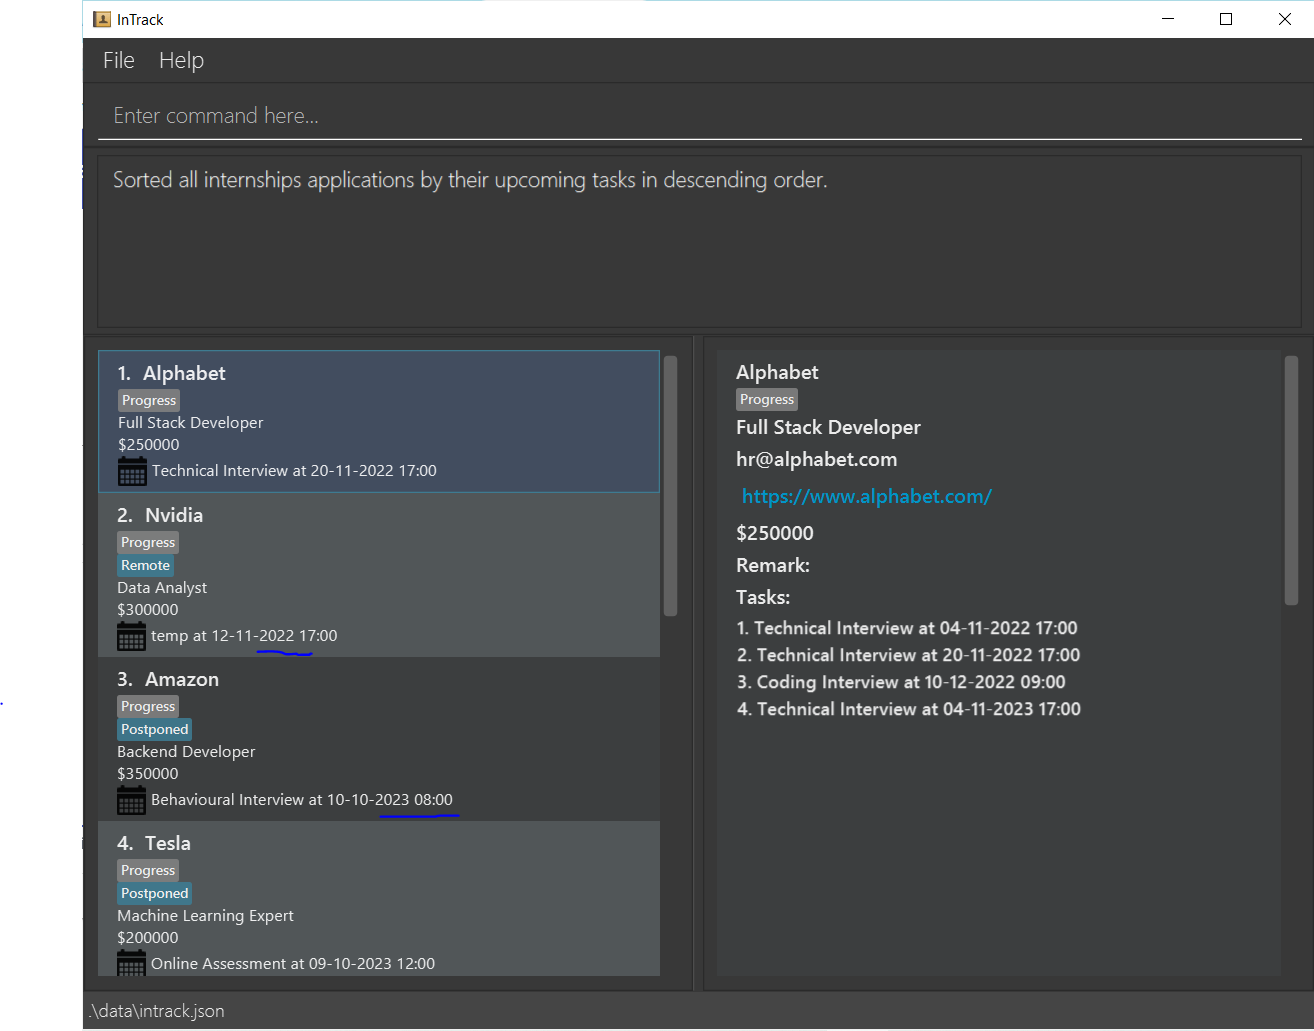 InTrack
File Help
Enter command here...
Sorted all internships applications by their upcoming tasks in descending order.
1. Alphabet
Progress
Full Stack Developer
$250000
Technical Interview at 20-11-2022 17:00
2. Nvidia
Progress
Remote
Data Analyst
$300000
temp at 12-11-2022 17:00
3. Amazon
Progress
Postponed
Backend Developer
$350000
Behavioural Interview at 10-10-2023 08:00
4. Tesla
Progress
Postponed
Machine Learning Expert
$200000
Online Assessment at 09-10-2023 12:00
Alphabet
Progress
Full Stack Developer
hr@alphabet.com
https://www.alphabet.com/
$250000
Remark:
Tasks:
1. Technical Interview at 04-11-2022 17:00
2. Technical Interview at 20-11-2022 17:00
3. Coding Interview at 10-12-2022 09:00
4. Technical Interview at 04-11-2023 17:00
.\data\intrack.json